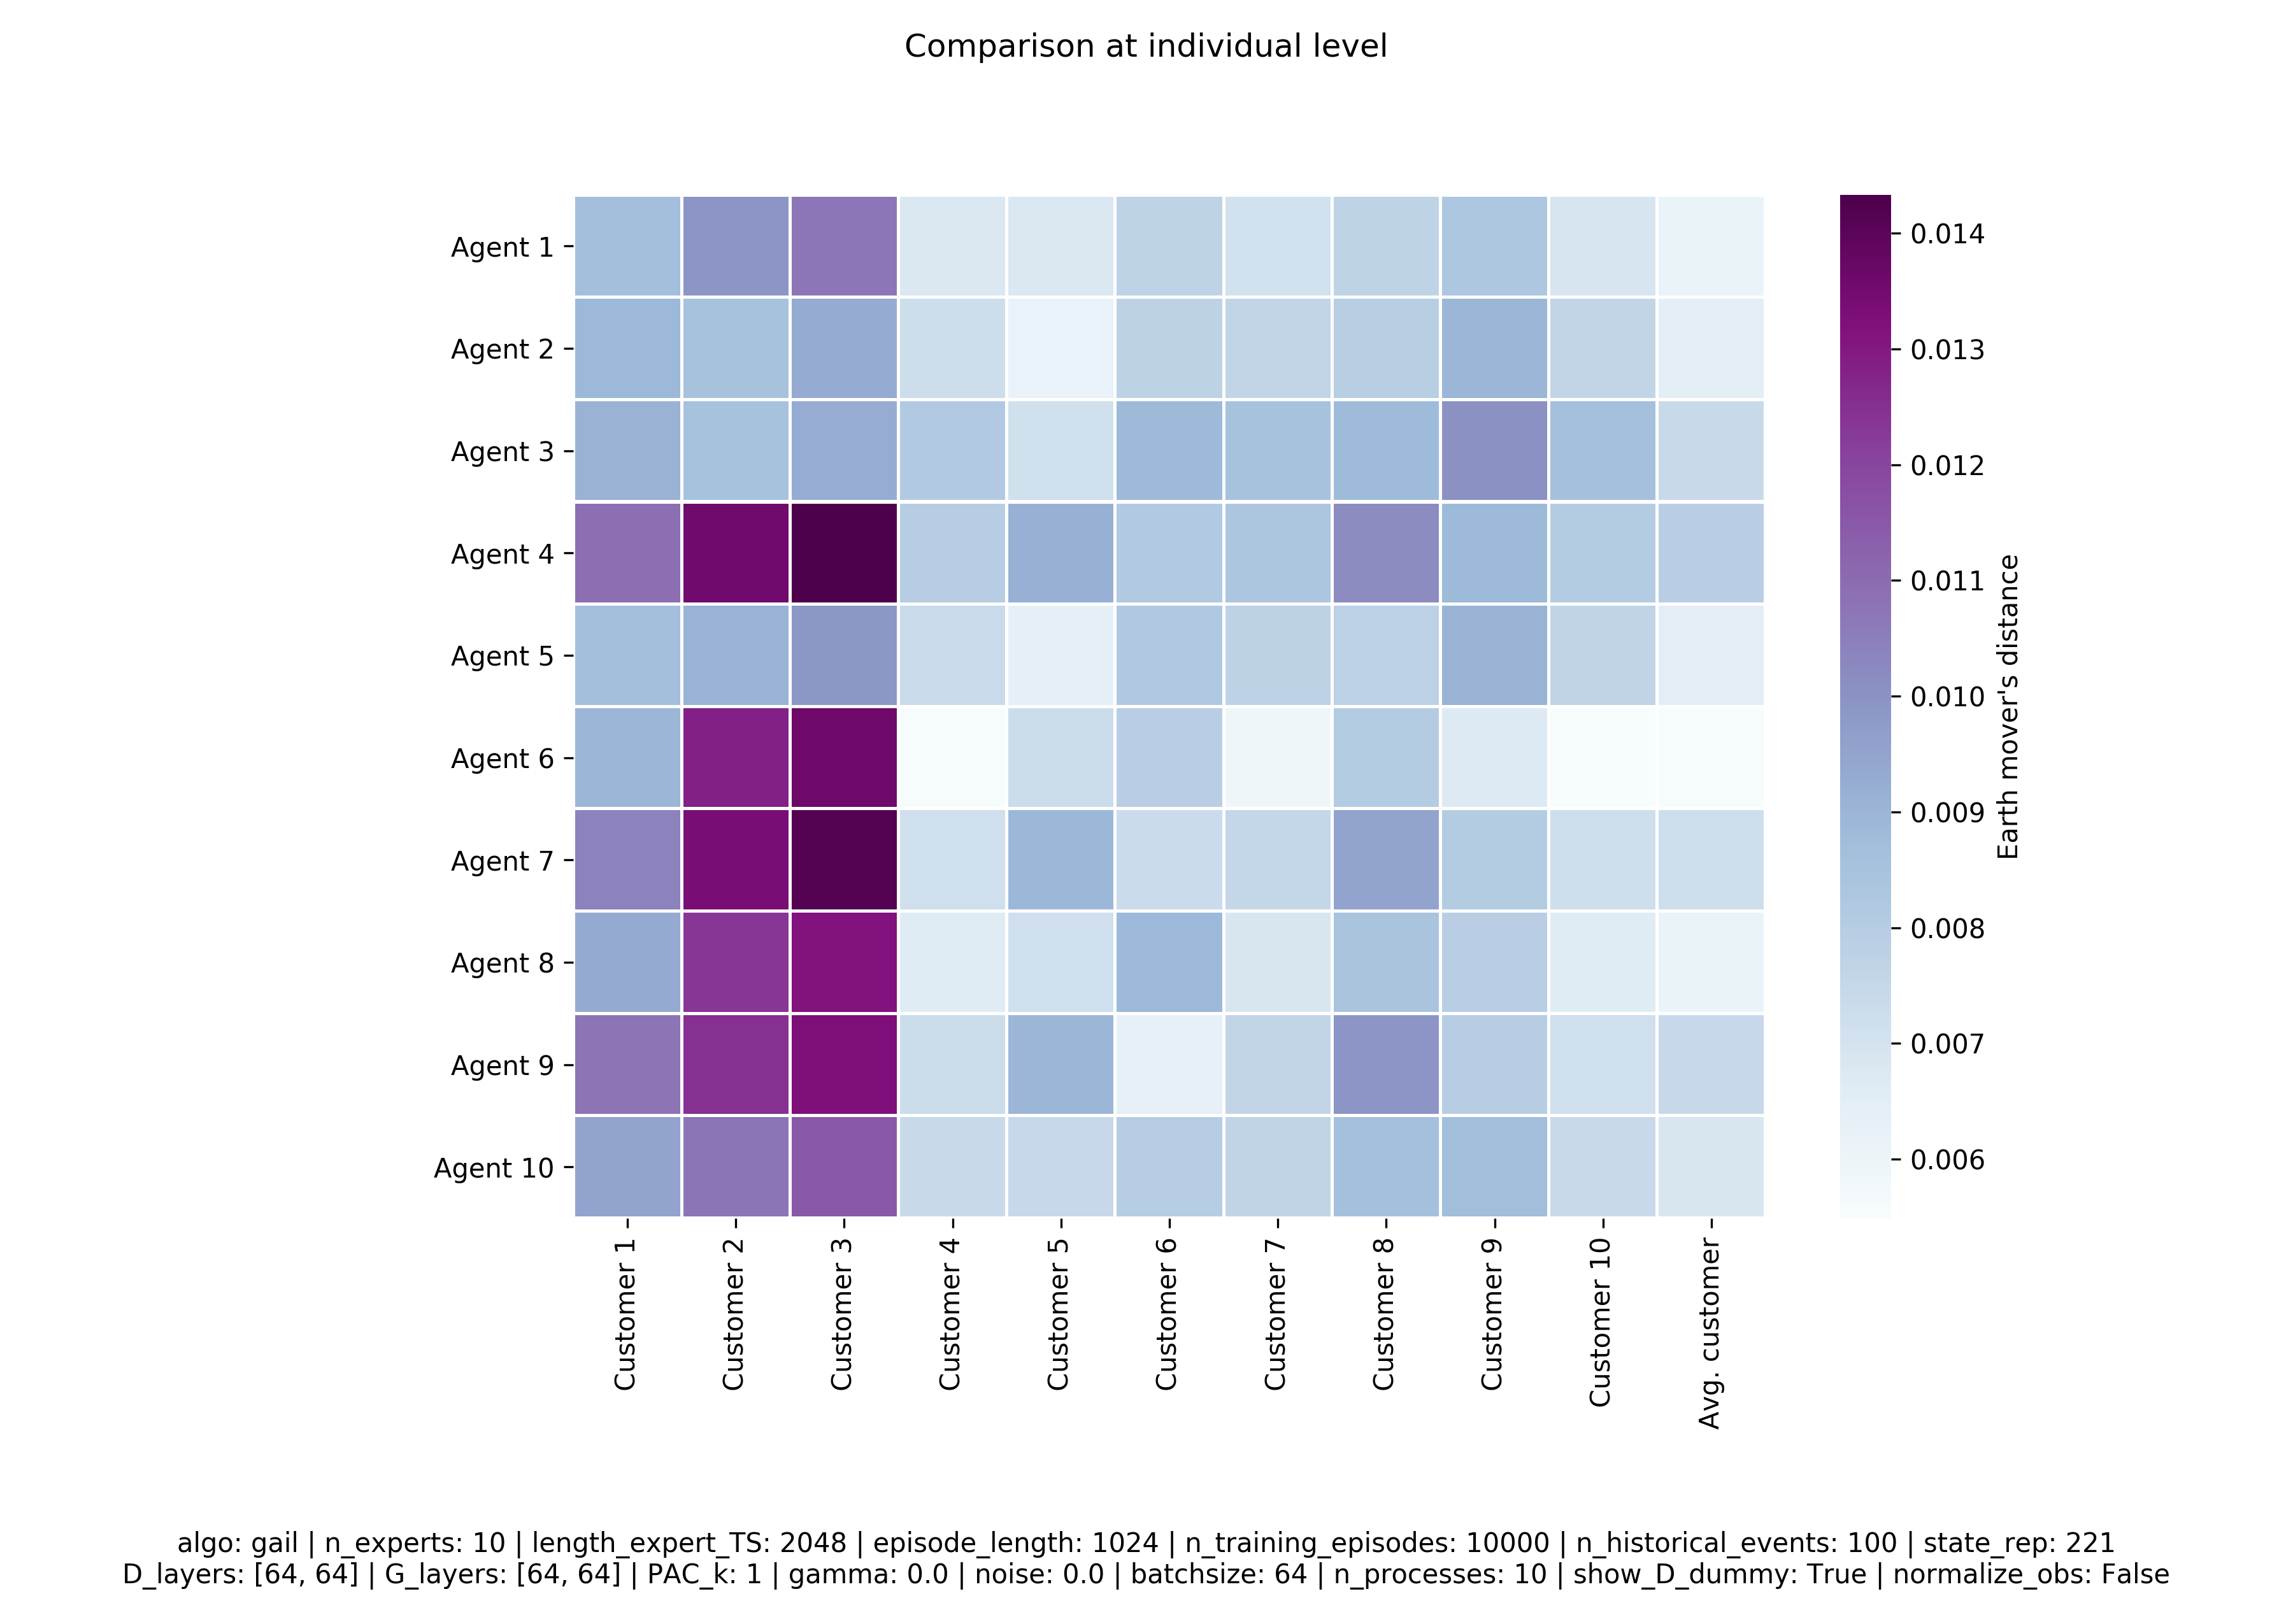 Comparison at individual level
Agent 1
Agent 2
Agent 3
Agent 4
Agent 5
Agent 6
Agent 7
Agent 8
Agent 9
Agent 10
Customer 1
Customer 2
Customer 3
Customer 4
Customer 5
Customer 6
Customer 7
Customer 8
Customer 9
Customer 10
Avg. customer
0.014
0.013
0.012
0.011
0.010
0.009
0.008
0.007
0.006
Earth mover's distance
algo: gail | n_experts: 10 | length_expert_TS: 2048 | episode_length: 1024 | n_training_episodes: 10000 | n_historical_events: 100 | state_rep: 221
D_layers: [64, 64] | G_layers: [64, 64] | PAC_k: 1 | gamma: 0.0 | noise: 0.0 | batchsize: 64 | n_processes: 10 | show_D_dummy: True | normalize_obs: False